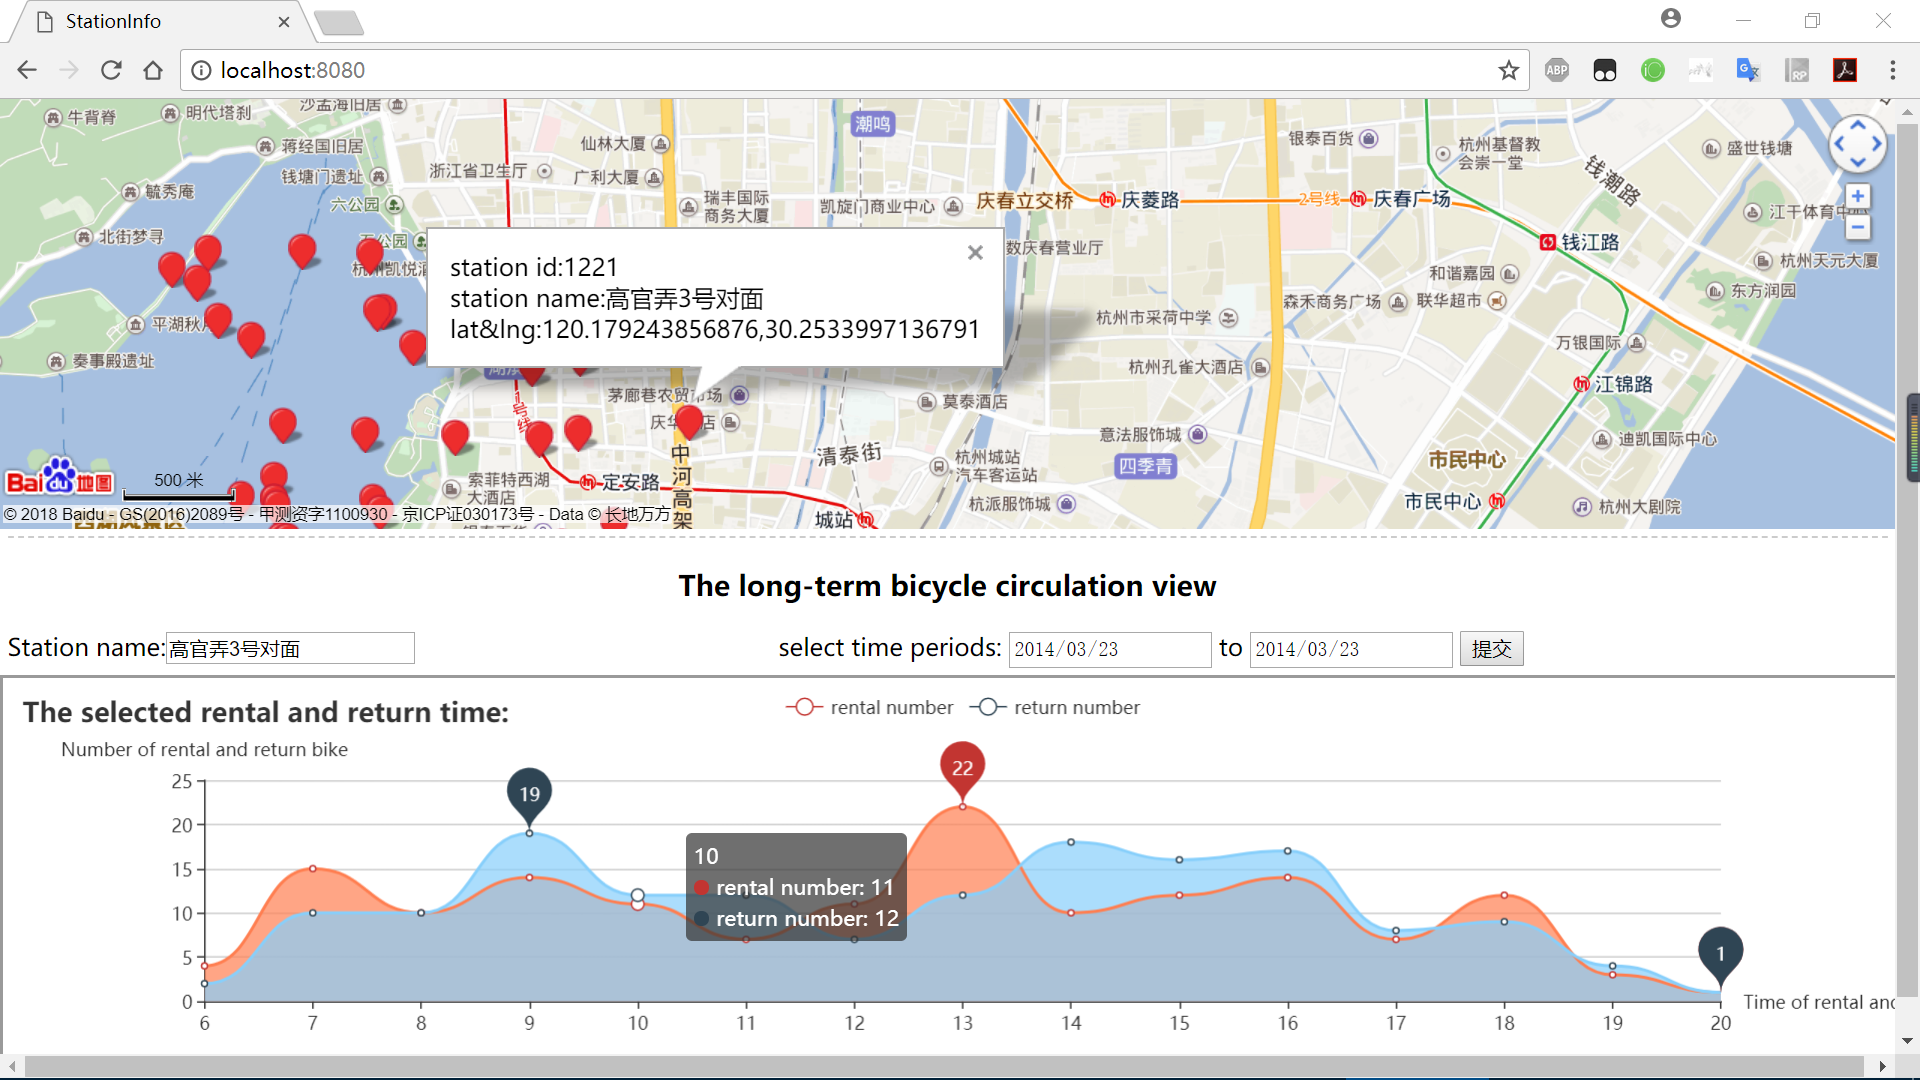 StationInfo
localhost:8080
ABP
RP
牛背脊
明代塔刹
沙孟海旧居
蒋经国旧居
仙林大厦
潮鸣
银泰百货
杭州基督教
会崇一堂
盛世钱塘
钱潮路
钱塘门遗址
浙江省卫生厅
广利大厦
毓秀庵
六公园
瑞丰国际
商务大厦
凯旋门商业中心
庆春立交桥
庆菱路
2号线
庆春广场
江干体育中
北街梦寻
公园
数庆春营业厅
钱江路
杭州凯悦酒
station id:1221
station name:高官弄3号对面
lat&lng:120.179243856876,30.2533997136791
和谐嘉园
杭州天元大厦
森禾商务广场
联华超市
东方润园
平湖秋月
杭州市采荷中学
万银国际
秦事殿遗址
杭州孔雀大酒店
江锦路
茅廊巷农贸市场
莫泰酒店
庆华
店
意法服饰城
迪凯国际中心
清泰街
中河高架
四季青
市民中心
杭州城站
汽车客运站
Bai du 地图
500 米
索菲特西湖
大酒店
定安路
杭派服饰城
市民中心
杭州大剧院
© 2018 Baidu - GS(2016)2089号 - 甲测资字1100930 - 京ICP证030173号 - Data © 长地万方
城站
The long-term bicycle circulation view
Station name:高官弄3号对面
select time periods: 2014/03/23 to 2014/03/23 提交
The selected rental and return time:
rental number return number
Number of rental and return bike
25
20
15
10
5
0
19
22
1
10
rental number: 11
return number: 12
6 7 8 9 10 11 12 13 14 15 16 17 18 19 20
Time of rental and